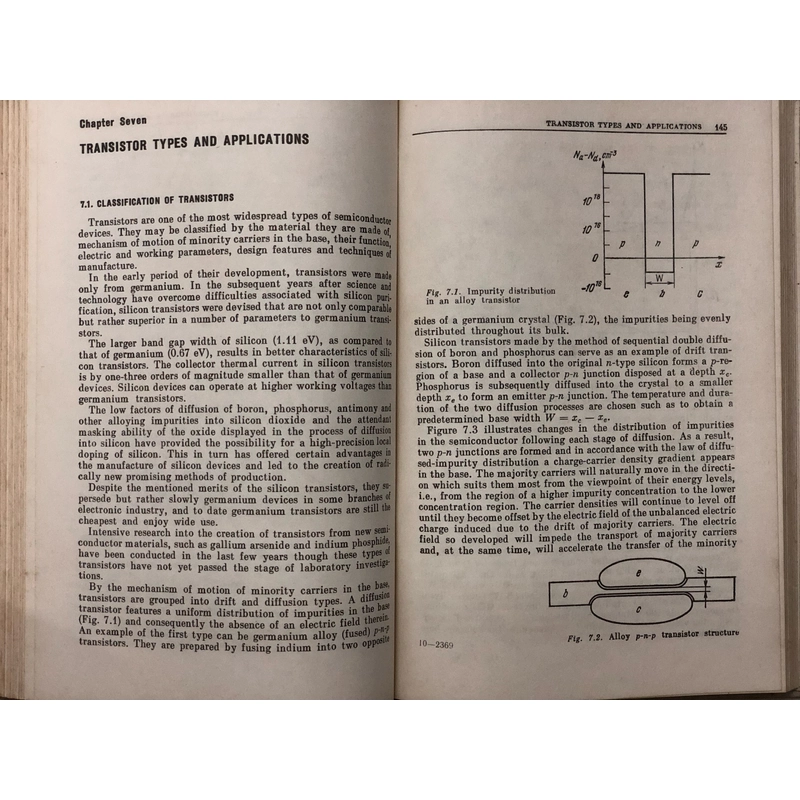 Chapter Seven
TRANSISTOR TYPES AND APPLICATIONS
7.1. CLASSIFICATION OF TRANSISTORS
Transistors are one of the most widespread types of semiconductor
devices. They may be classified by the material they are made of,
mechanism of motion of minority carriers in the base, their function,
electric and working parameters, design features and techniques of
manufacture.
In the early period of their development, transistors were made
only from germanium. In the subsequent years after science and
technology have overcome difficulties associated with silicon puri-
fication, silicon transistors were devised that are not only comparable
but rather superior in a number of parameters to germanium transi-
stors.
The larger band gap width of silicon (1.11 eV), as compared to
that of germanium (0.67 eV), results in better characteristics of sili-
con transistors. The collector thermal current in silicon transistors
is by one-three orders of magnitude smaller than that of germanium
devices. Silicon devices can operate at higher working voltages than
germanium transistors.
The low factors of diffusion of boron, phosphorus, antimony and
other alloying impurities into silicon dioxide and the attendant
masking ability of the oxide displayed in the process of diffusion
into silicon have provided the possibility for a high-precision local
doping of silicon. This in turn has offered certain advantages in
the manufacture of silicon devices and led to the creation of radi-
cally new promising methods of production.
Despite the mentioned merits of the silicon transistors, they su-
persede but rather slowly germanium devices in some branches of
electronic industry, and to date germanium transistors are still the
cheapest and enjoy wide use.
Intensive research into the creation of transistors from new semi-
conductor materials, such as gallium arsenide and indium phosphide,
have been conducted in the last few years though these types of
transistors have not yet passed the stage of laboratory investiga-
tions.
By the mechanism of motion of minority carriers in the base,
transistors are grouped into drift and diffusion types. A diffusion
transistor features a uniform distribution of impurities in the base
(Fig. 7.1) and consequently the absence of an electric field therein.
An example of the first type can be germanium alloy (fused) p-n-p
transistors. They are prepared by fusing indium into two opposite
TRANSISTOR TYPES AND APPLICATIONS 145
Na-Nd, cm-3
10 18
10 16
p n p
0
x
W
-10 16
e b c
Fig. 7.1. Impurity distribution
in an alloy transistor
sides of a germanium crystal (Fig. 7.2), the impurities being evenly
distributed throughout its bulk.
Silicon transistors made by the method of sequential double diffu-
sion of boron and phosphorus can serve as an example of drift tran-
sistors. Boron diffused into the original n-type silicon forms a p-re-
gion of a base and a collector p-n junction disposed at a depth xc.
Phosphorus is subsequently diffused into the crystal to a smaller
depth xe to form an emitter p-n junction. The temperature and dura-
tion of the two diffusion processes are chosen such as to obtain a
predetermined base width W = xc — xe.
Figure 7.3 illustrates changes in the distribution of impurities
in the semiconductor following each stage of diffusion. As a result,
two p-n junctions are formed and in accordance with the law of diffu-
sed-impurity distribution a charge-carrier density gradient appears
in the base. The majority carriers will naturally move in the directi-
on which suits them most from the viewpoint of their energy levels,
i.e., from the region of a higher impurity concentration to the lower
concentration region. The carrier densities will continue to level off
until they become offset by the electric field of the unbalanced electric
charge induced due to the drift of majority carriers. The electric
field so developed will impede the transport of majority carriers
and, at the same time, will accelerate the transfer of the minority
e
W
b
c
Fig. 7.2. Alloy p-n-p transistor structure
10—2369